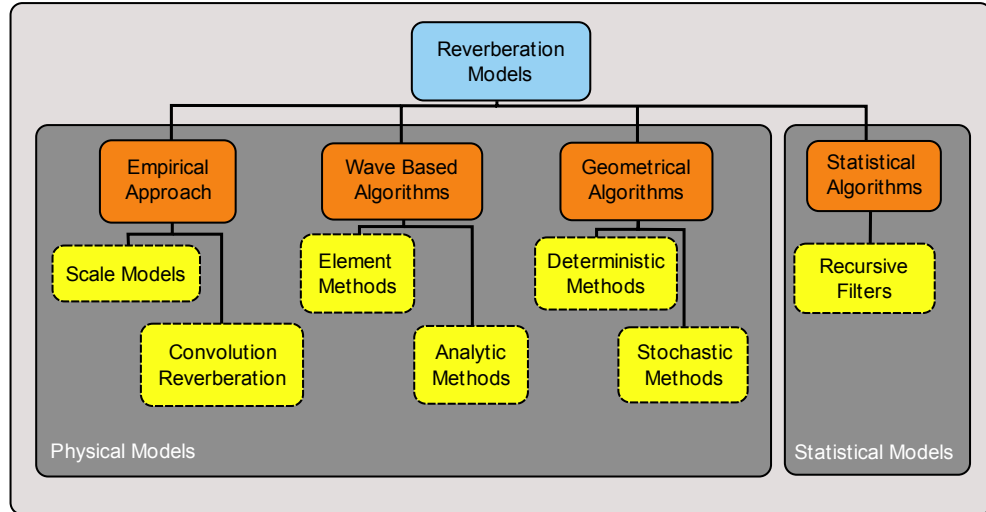 Reverberation
Models
Empirical
Approach
Wave Based
Algorithms
Geometrical
Algorithms
Statistical
Algorithms
Scale Models
Element
Methods
Deterministic
Methods
Recursive
Filters
Convolution
Reverberation
Analytic
Methods
Stochastic
Methods
Physical Models
Statistical Models